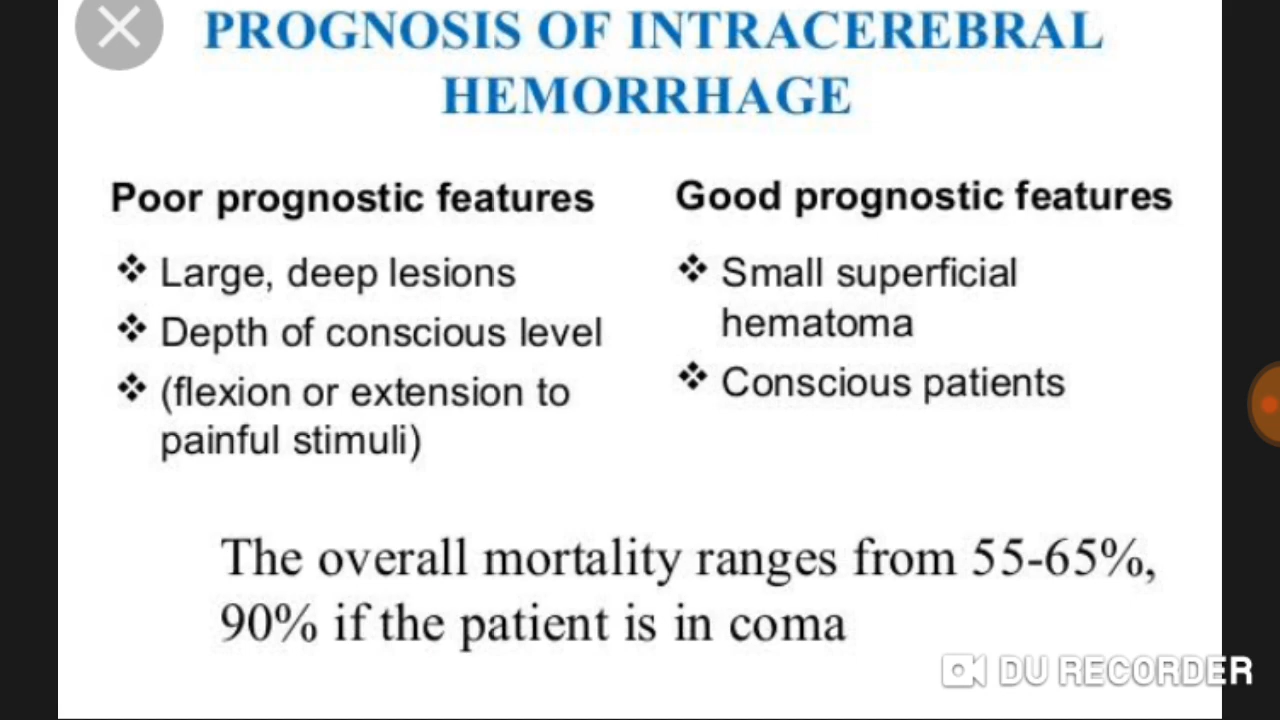 PROGNOSIS OF INTRACEREBRAL
HEMORRHAGE
Poor prognostic features
❖ Large, deep lesions
❖ Depth of conscious level
❖ (flexion or extension to
painful stimuli)
Good prognostic features
❖ Small superficial
hematoma
❖ Conscious patients
The overall mortality ranges from 55-65%,
90% if the patient is in coma
DU RECORDER